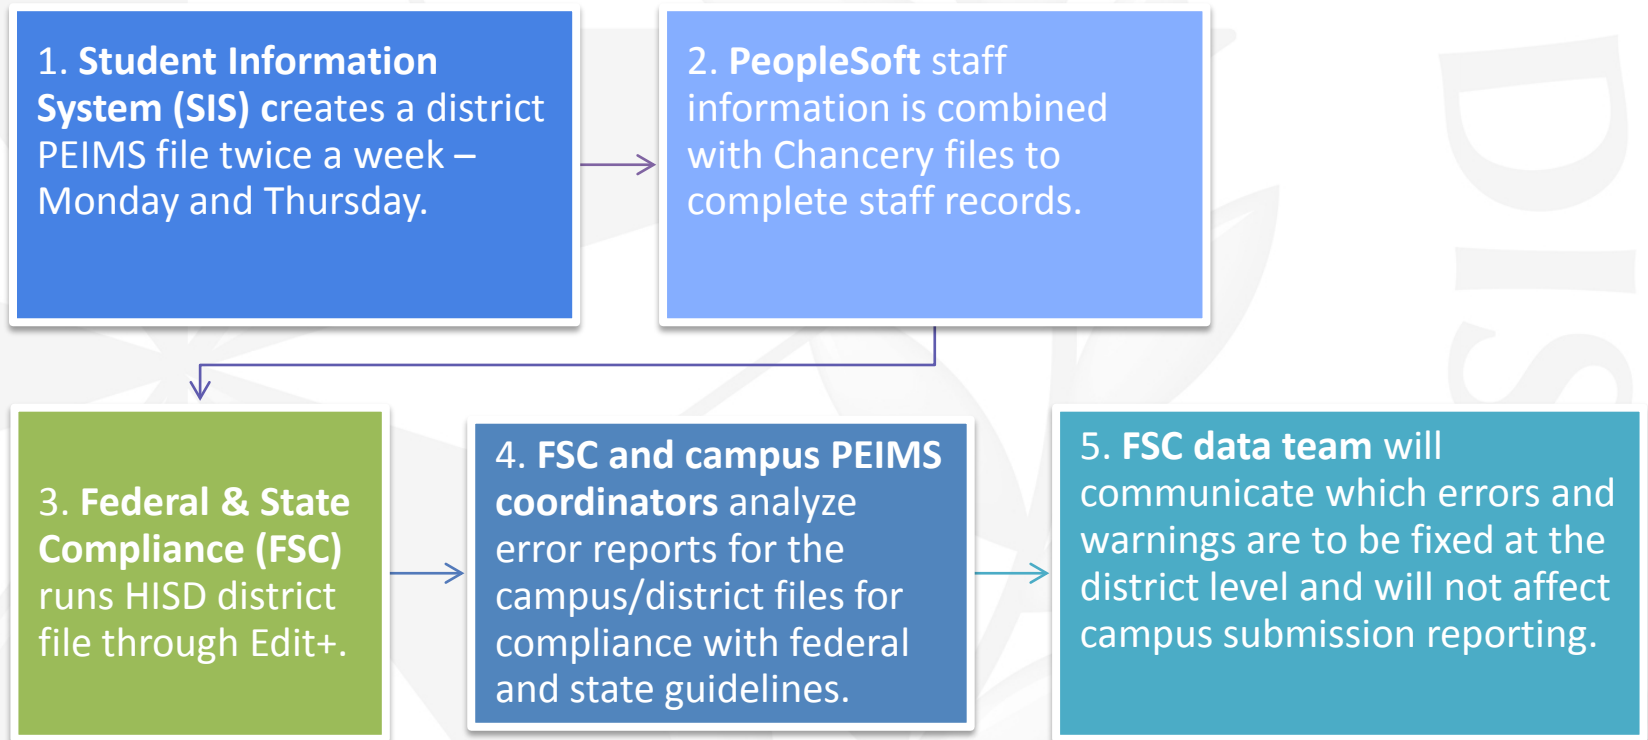 1. Student Information
System (SIS) creates a district
PEIMS file twice a week –
Monday and Thursday.
2. PeopleSoft staff
information is combined
with Chancery files to
complete staff records.
3. Federal & State
Compliance (FSC)
runs HISD district
file through Edit+.
4. FSC and campus PEIMS
coordinators analyze
error reports for the
campus/district files for
compliance with federal
and state guidelines.
5. FSC data team will
communicate which errors and
warnings are to be fixed at the
district level and will not affect
campus submission reporting.
DIS